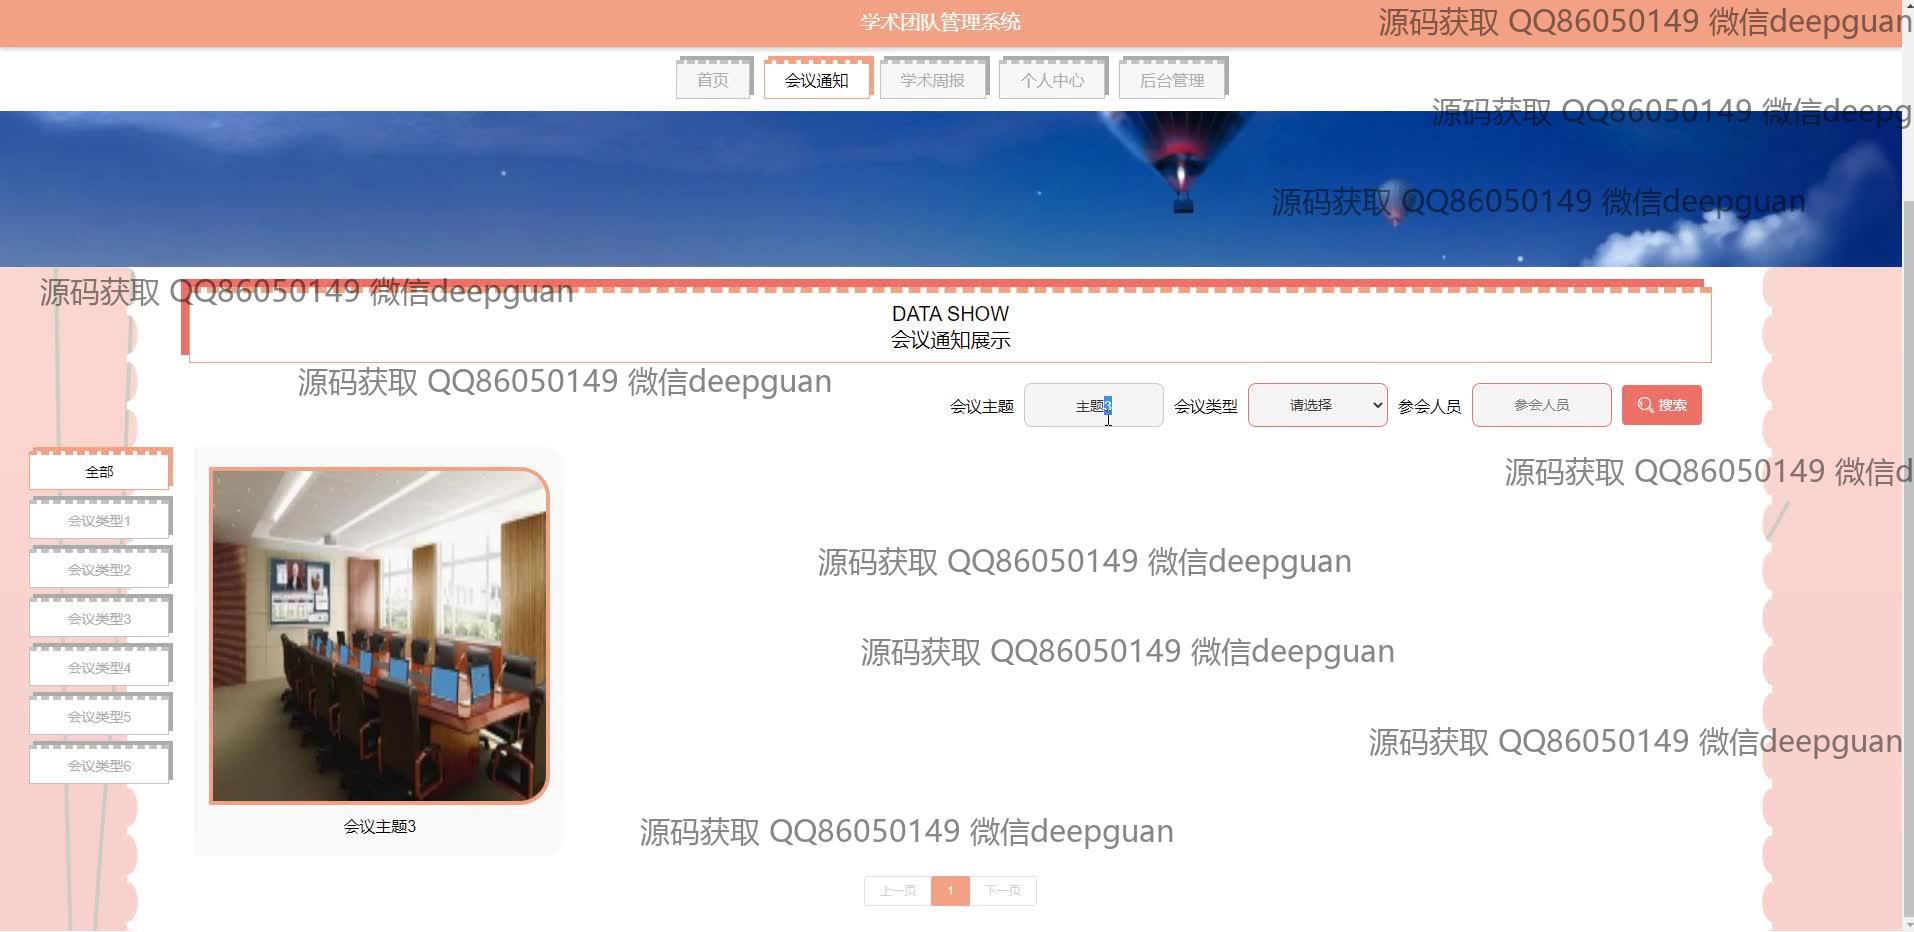 学术团队管理系统
源码获取 QQ86050149 微信deepguan
首页
会议通知
学术周报
个人中心
后台管理
源码获取 QQ86050149 微信deepg
源码获取 QQ86050149 微信deepguan
源码获取 QQ86050149 微信deepguan
DATA SHOW
会议通知展示
源码获取 QQ86050149 微信deepguan
会议主题 主题3 会议类型 请选择 参会人员 参会人员 搜索
全部
源码获取 QQ86050149 微信d
会议类型1
会议类型2
源码获取 QQ86050149 微信deepguan
会议类型3
源码获取 QQ86050149 微信deepguan
会议类型4
会议类型5
源码获取 QQ86050149 微信deepguan
会议类型6
会议主题3
源码获取 QQ86050149 微信deepguan
上一页 1 下一页